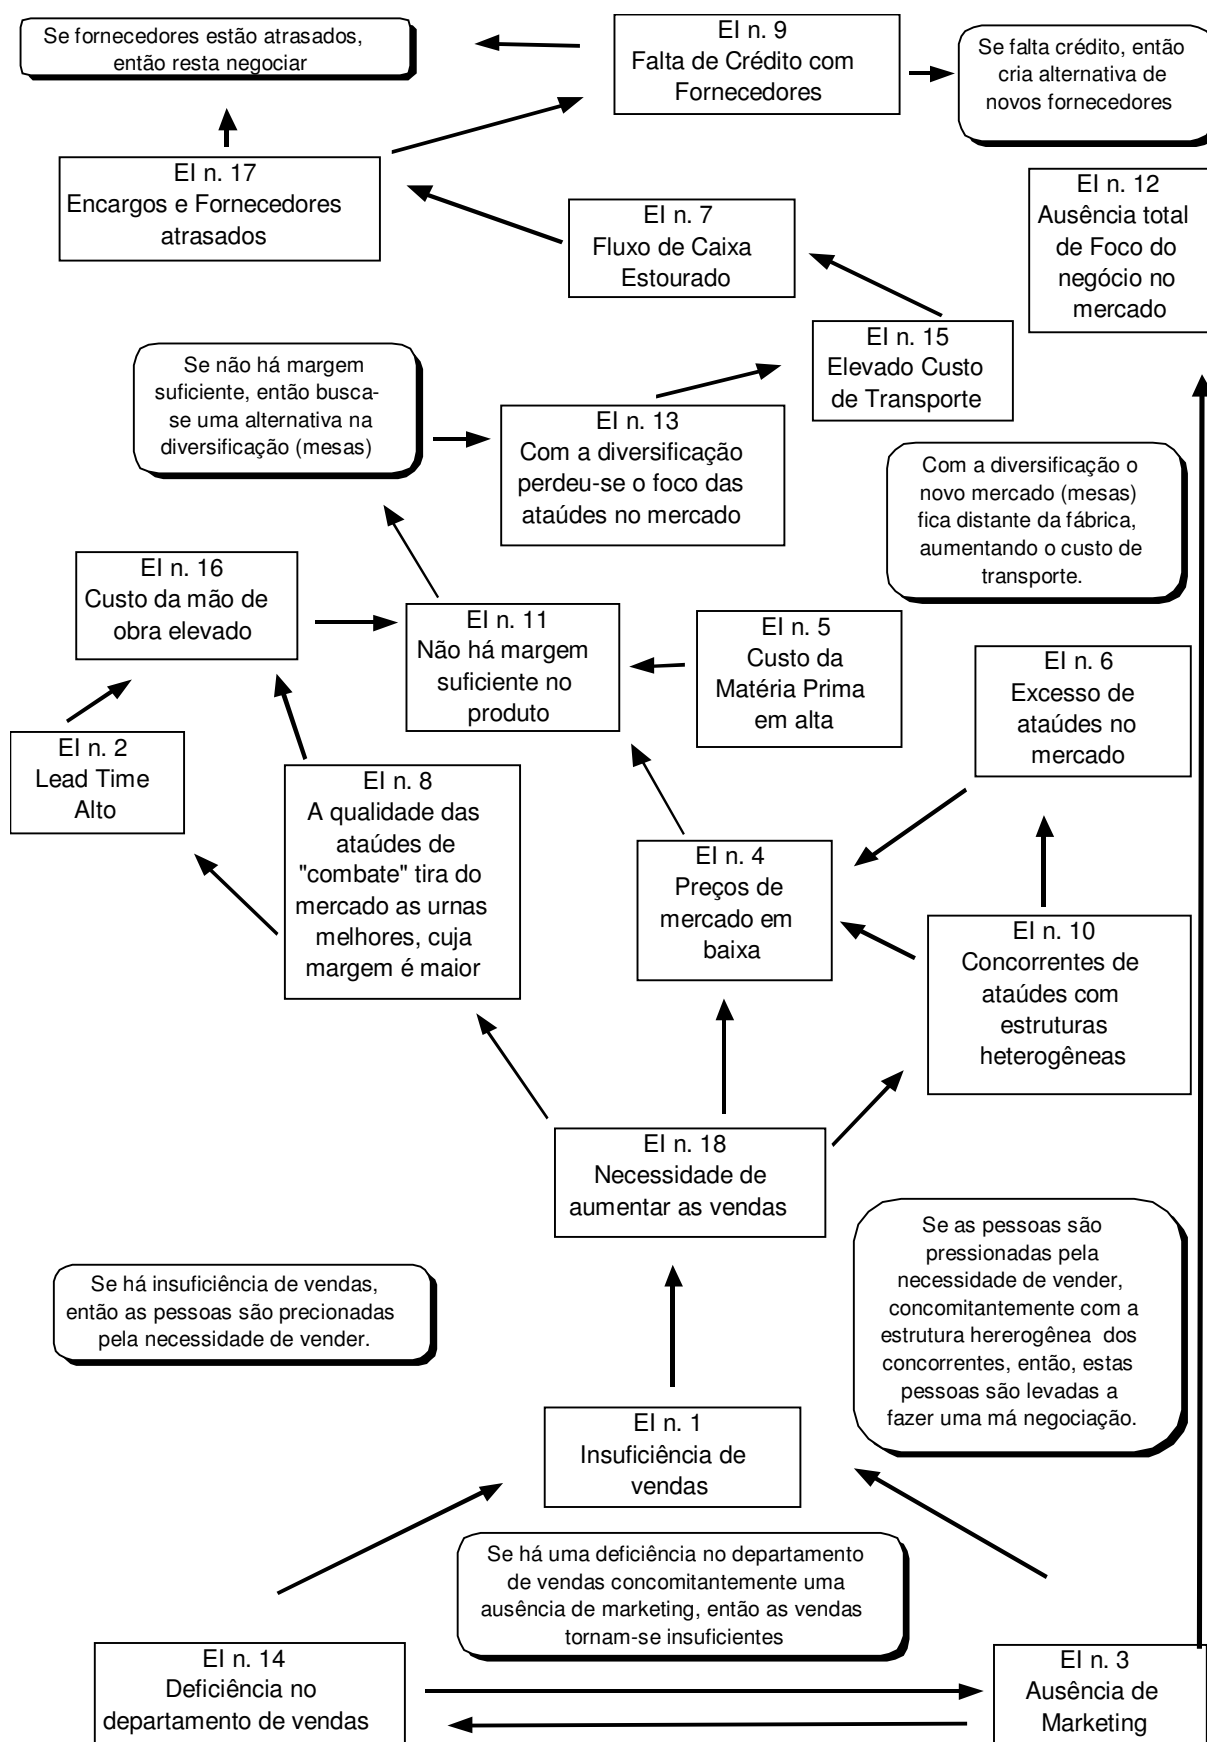 Se fornecedores estão atrasados,
então resta negociar
EI n. 9
Falta de Crédito com
Fornecedores
Se falta crédito, então
cria alternativa de
novos fornecedores
EI n. 17
Encargos e Fornecedores
atrasados
EI n. 7
Fluxo de Caixa
Estourado
EI n. 12
Ausência total
de Foco do
negócio no
mercado
EI n. 15
Elevado Custo
de Transporte
Se não há margem
suficiente, então busca-
se uma alternativa na
diversificação (mesas)
EI n. 13
Com a diversificação
perdeu-se o foco das
ataúdes no mercado
Com a diversificação o
novo mercado (mesas)
fica distante da fábrica,
aumentando o custo de
transporte.
EI n. 16
Custo da mão de
obra elevado
EI n. 11
Não há margem
suficiente no
produto
EI n. 5
Custo da
Matéria Prima
em alta
EI n. 6
Excesso de
ataúdes no
mercado
EI n. 2
Lead Time
Alto
EI n. 8
A qualidade das
ataúdes de
"combate" tira do
mercado as urnas
melhores, cuja
margem é maior
EI n. 4
Preços de
mercado em
baixa
EI n. 10
Concorrentes de
ataúdes com
estruturas
heterogêneas
EI n. 18
Necessidade de
aumentar as vendas
Se as pessoas são
pressionadas pela
necessidade de vender,
concomitantemente com a
estrutura hererogênea dos
concorrentes, então, estas
pessoas são levadas a
fazer uma má negociação.
Se há insuficiência de vendas,
então as pessoas são precionadas
pela necessidade de vender.
EI n. 1
Insuficiência de
vendas
Se há uma deficiência no departamento
de vendas concomitantemente uma
ausência de marketing, então as vendas
tornam-se insuficientes
EI n. 14
Deficiência no
departamento de vendas
EI n. 3
Ausência de
Marketing